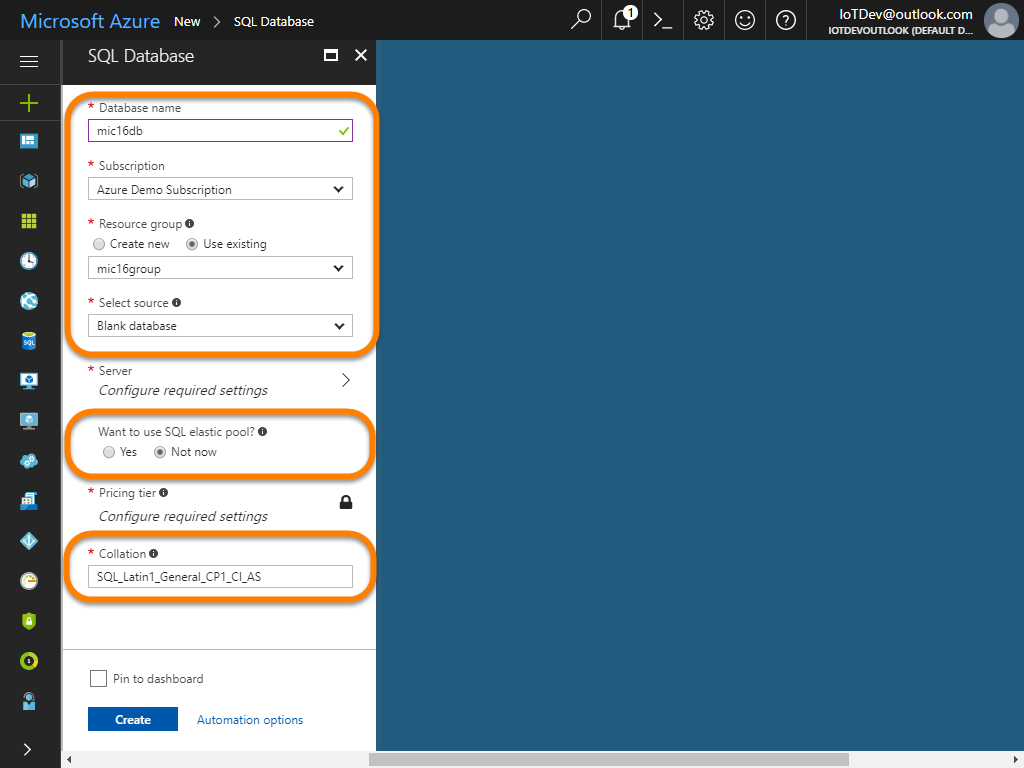 Microsoft Azure New > SQL Database
1
>_
?
IoTDev@outlook.com
IOTDEVOUTLOOK (DEFAULT D...
SQL Database
* Database name
mic16db
* Subscription
Azure Demo Subscription
* Resource group
Create new Use existing
mic16group
* Select source
Blank database
* Server
Configure required settings
Want to use SQL elastic pool?
Yes Not now
* Pricing tier
Configure required settings
* Collation
SQL_Latin1_General_CP1_CI_AS
Pin to dashboard
Create Automation options
SQL